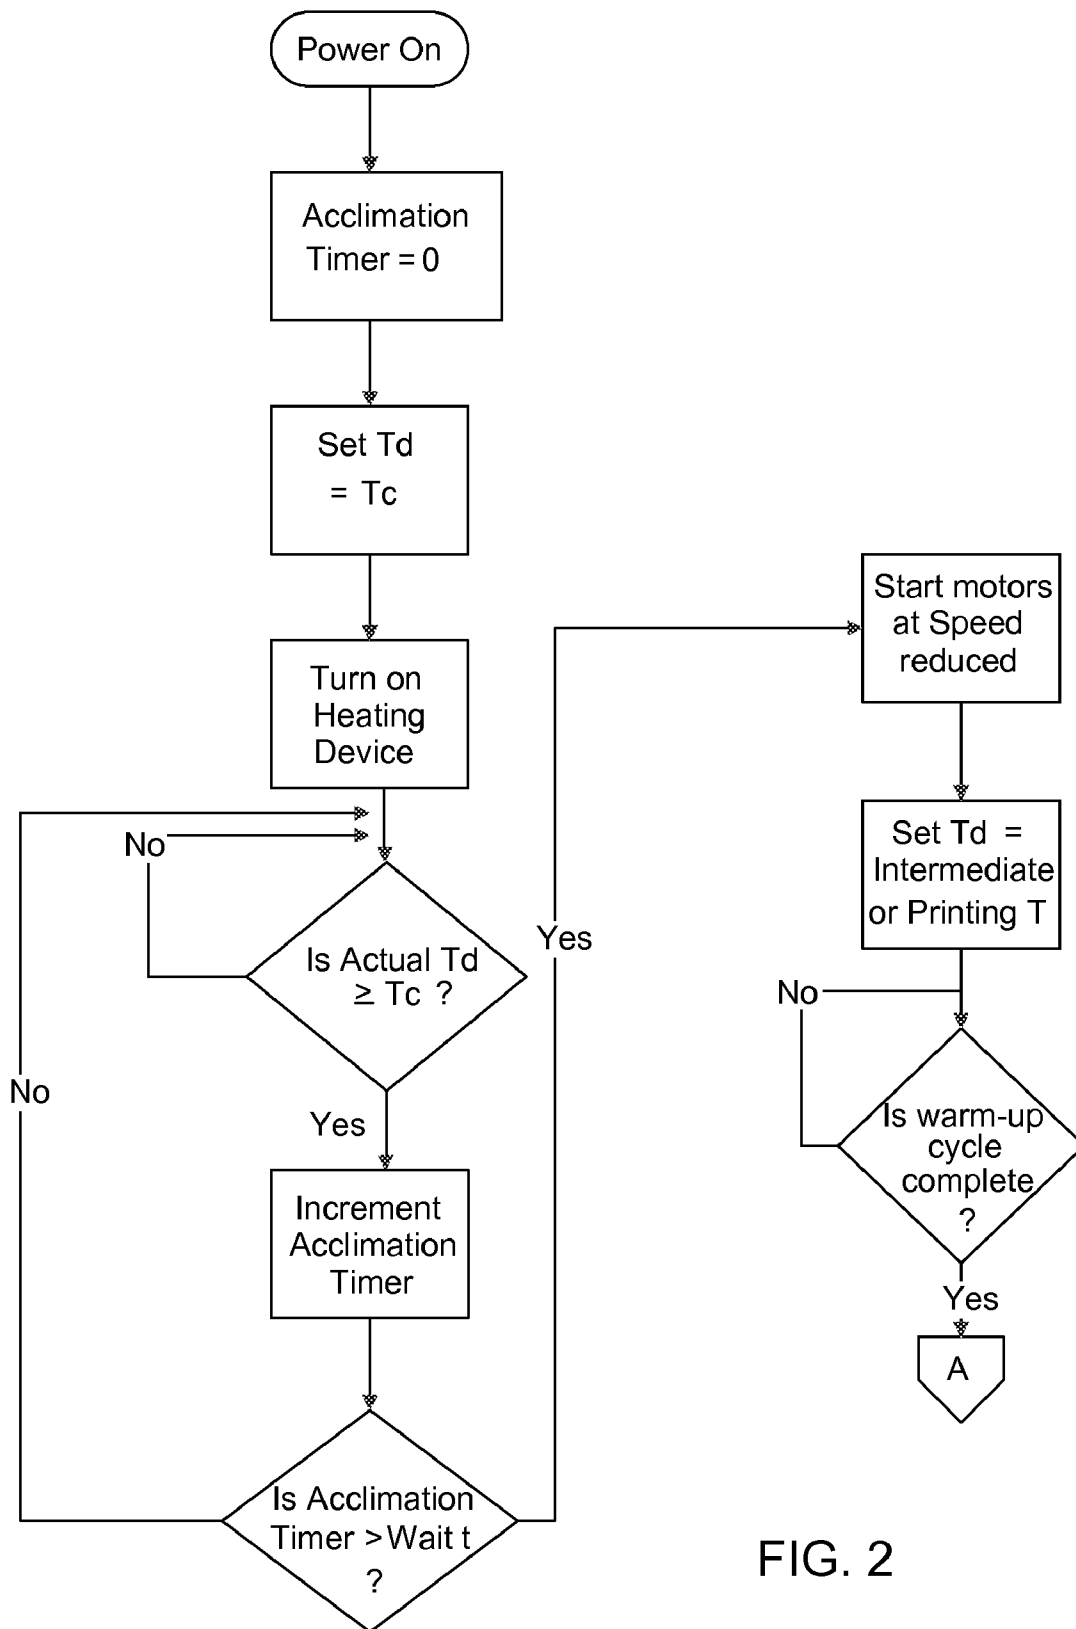 Power On
Acclimation
Timer = 0
Set Td
= Tc
Turn on
Heating
Device
No
Is Actual Td
≥ Tc ?
No
Yes
Increment
Acclimation
Timer
Is Acclimation
Timer > Wait t
?
Yes
Start motors
at Speed
reduced
Set Td =
Intermediate
or Printing T
No
Is warm-up
cycle
complete
?
Yes
A
FIG. 2